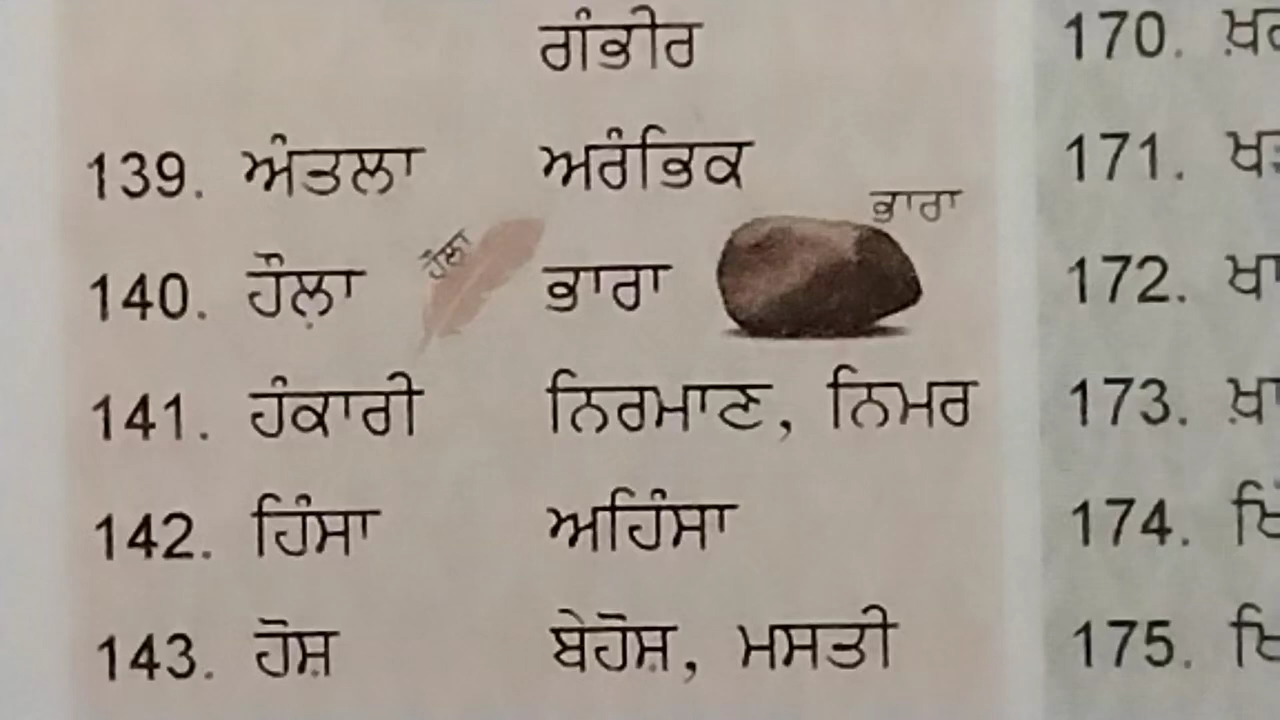 ਗੰਭੀਰ
139. ਅੰਤਲਾ ਅਰੰਭਿਕ
ਭਾਰਾ
140. ਹੌਲ਼ਾ ਹੌਲਾ ਭਾਰਾ
141. ਹੰਕਾਰੀ ਨਿਰਮਾਣ, ਨਿਮਰ
142. ਹਿੰਸਾ ਅਹਿੰਸਾ
143. ਹੋਸ਼ ਬੇਹੋਸ਼, ਮਸਤੀ
170.
171.
172.
173.
174.
175.